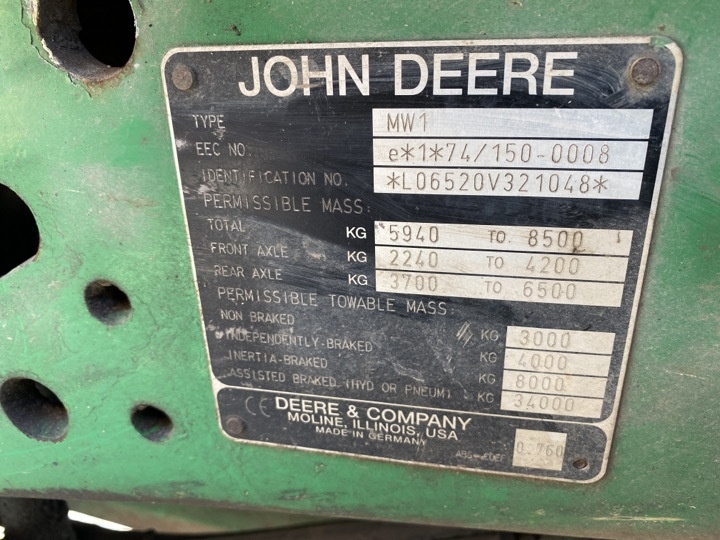 JOHN DEERE
TYPE MW1
EEC NO. e*1*74/150-0008
IDENTIFICATION NO. *L06520V321048*
PERMISSIBLE MASS:
TOTAL KG 5940 TO 8500
FRONT AXLE KG 2240 TO 4200
REAR AXLE KG 3700 TO 6500
PERMISSIBLE TOWABLE MASS:
NON BRAKED KG 3000
INDEPENDENTLY-BRAKED KG 4000
INERTIA-BRAKED KG 8000
ASSISTED BRAKED (HYD OR PNEUM) KG 34000
CE DEERE & COMPANY
MOLINE, ILLINOIS, USA
MADE IN GERMANY
0.760